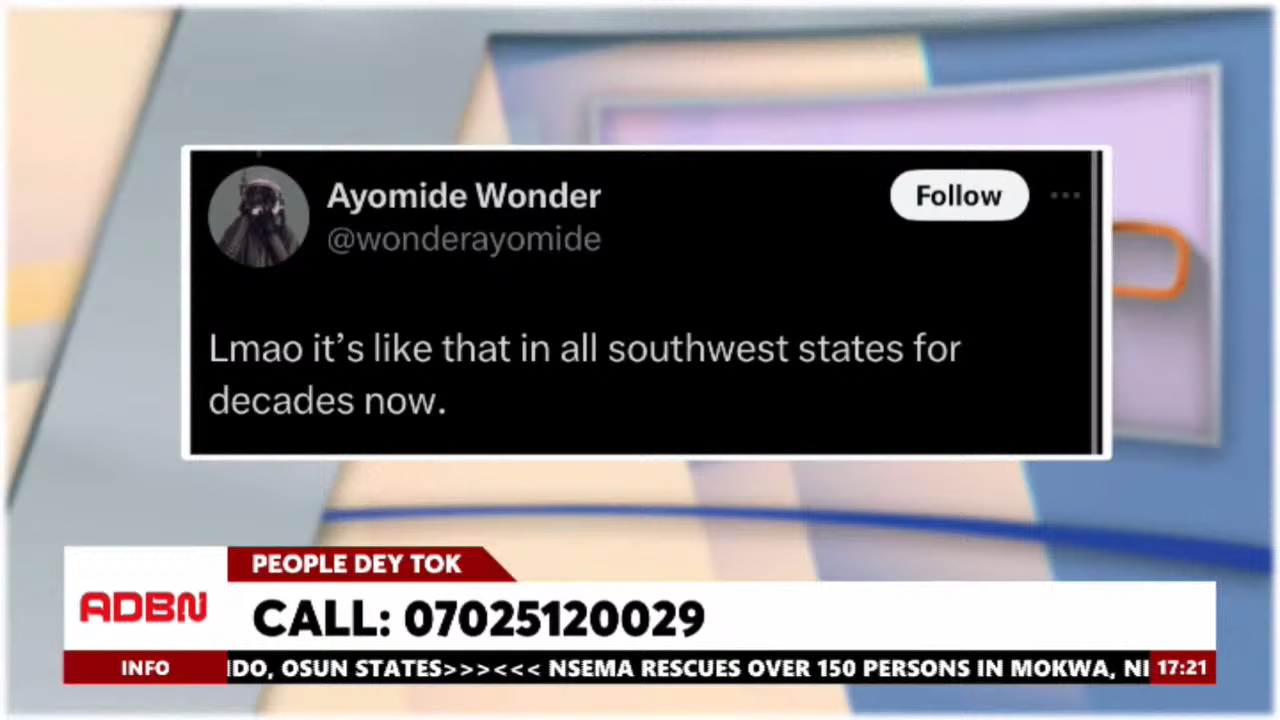 Ayomide Wonder
Follow
@wonderayomide
Lmao it’s like that in all southwest states for
decades now.
PEOPLE DEY TOK
ADBN
CALL: 07025120029
INFO
DO, OSUN STATES>>><<< NSEMA RESCUES OVER 150 PERSONS IN MOKWA, NI
17:21